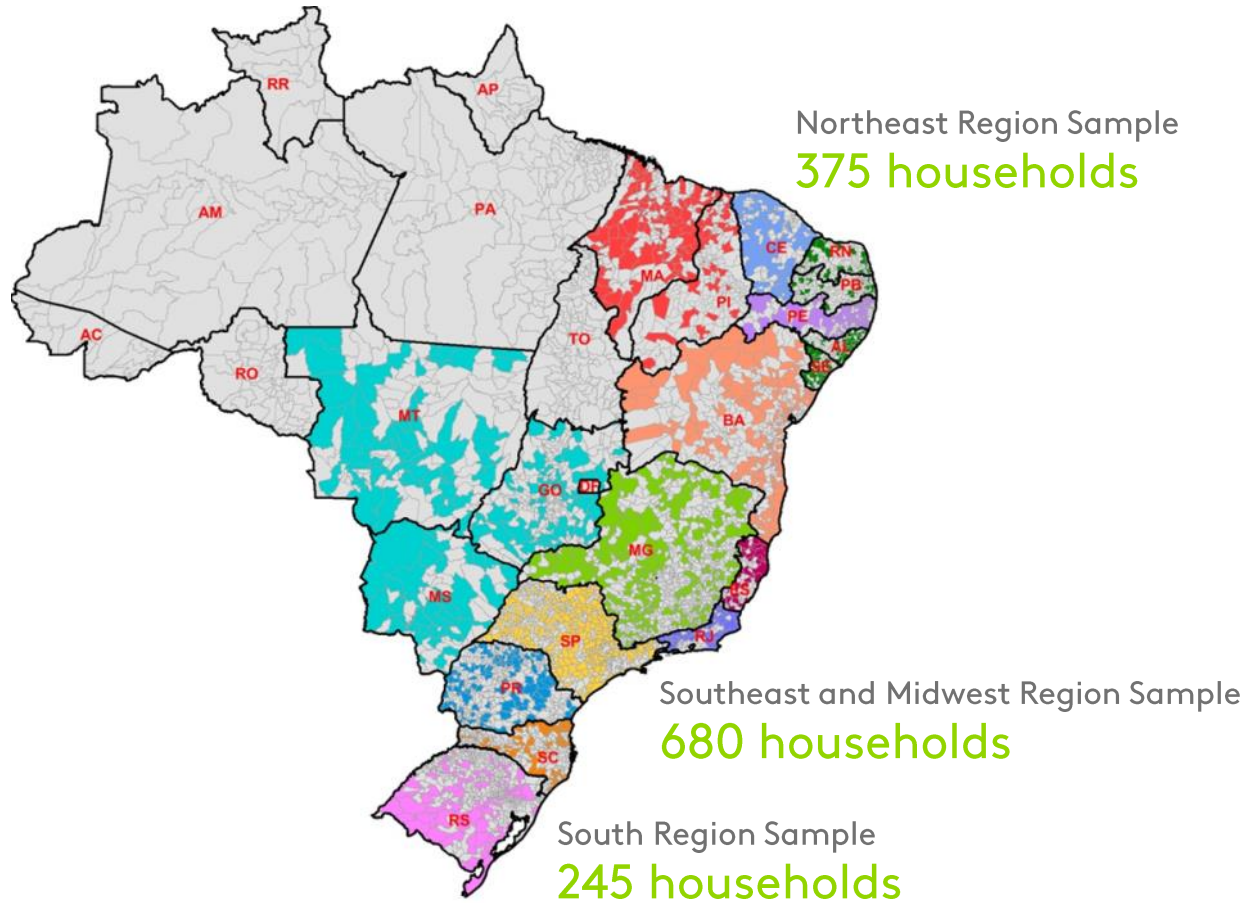 RR
AP
Northeast Region Sample
375 households
AM
PA
CE
RN
MA
PB
PI
PE
AC
TO
AL
SE
RO
MT
BA
GO
DF
MG
MS
ES
SP
RJ
PR
Southeast and Midwest Region Sample
680 households
SC
RS
South Region Sample
245 households